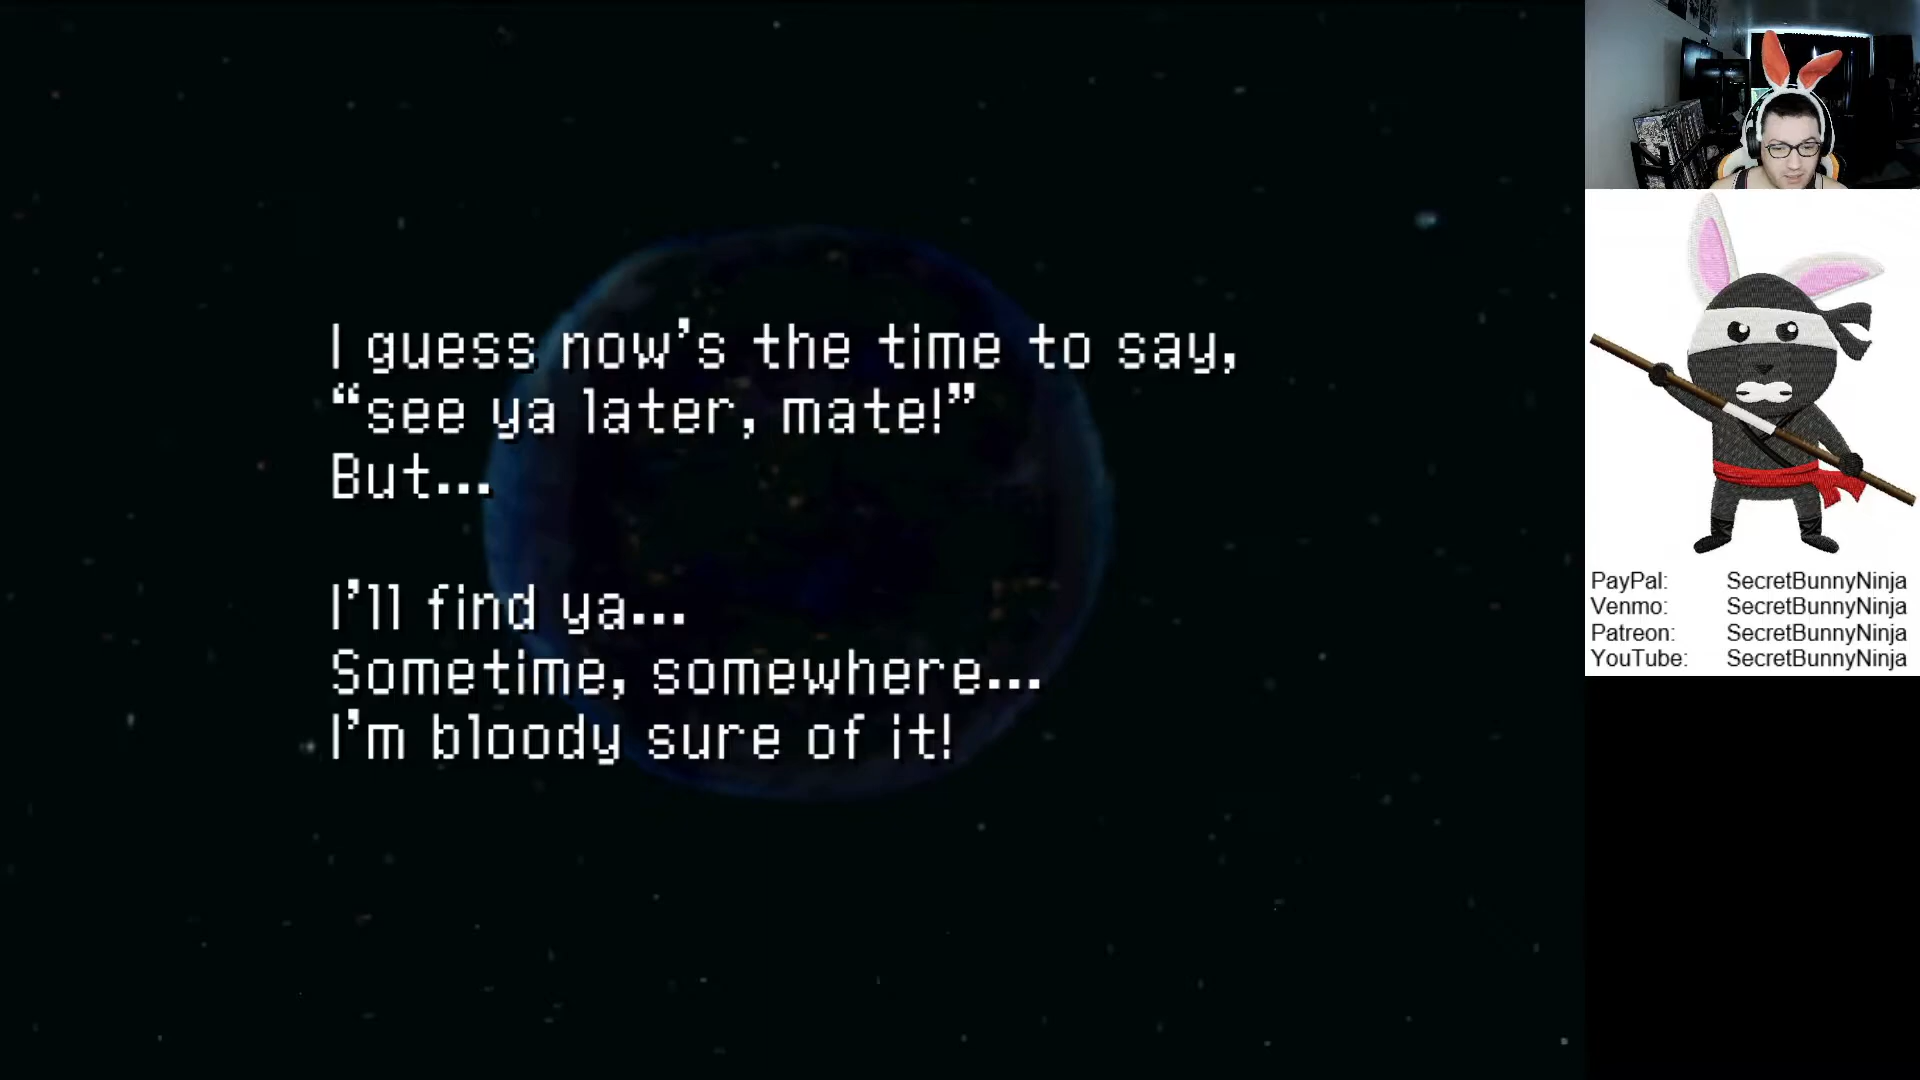 I guess now's the time to say,
“see ya later, mate!”
But...
I'll find ya...
Sometime, somewhere...
I'm bloody sure of it!
PayPal: SecretBunnyNinja
Venmo: SecretBunnyNinja
Patreon: SecretBunnyNinja
YouTube: SecretBunnyNinja